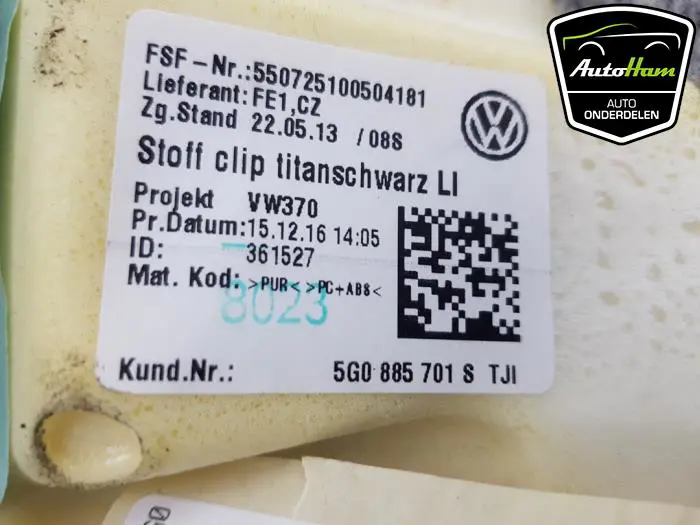 AutoHam
AUTO
ONDERDELEN
FSF-Nr.:550725100504181
Lieferant:FE1,CZ
Zg.Stand 22.05.13 /08S
Stoff clip titanschwarz LI
Projekt VW370
Pr.Datum:15.12.16 14:05
ID: 361527
Mat. Kod: >PUR< >PC+ABS<
8023
Kund.Nr.: 5G0 885 701 S TJI